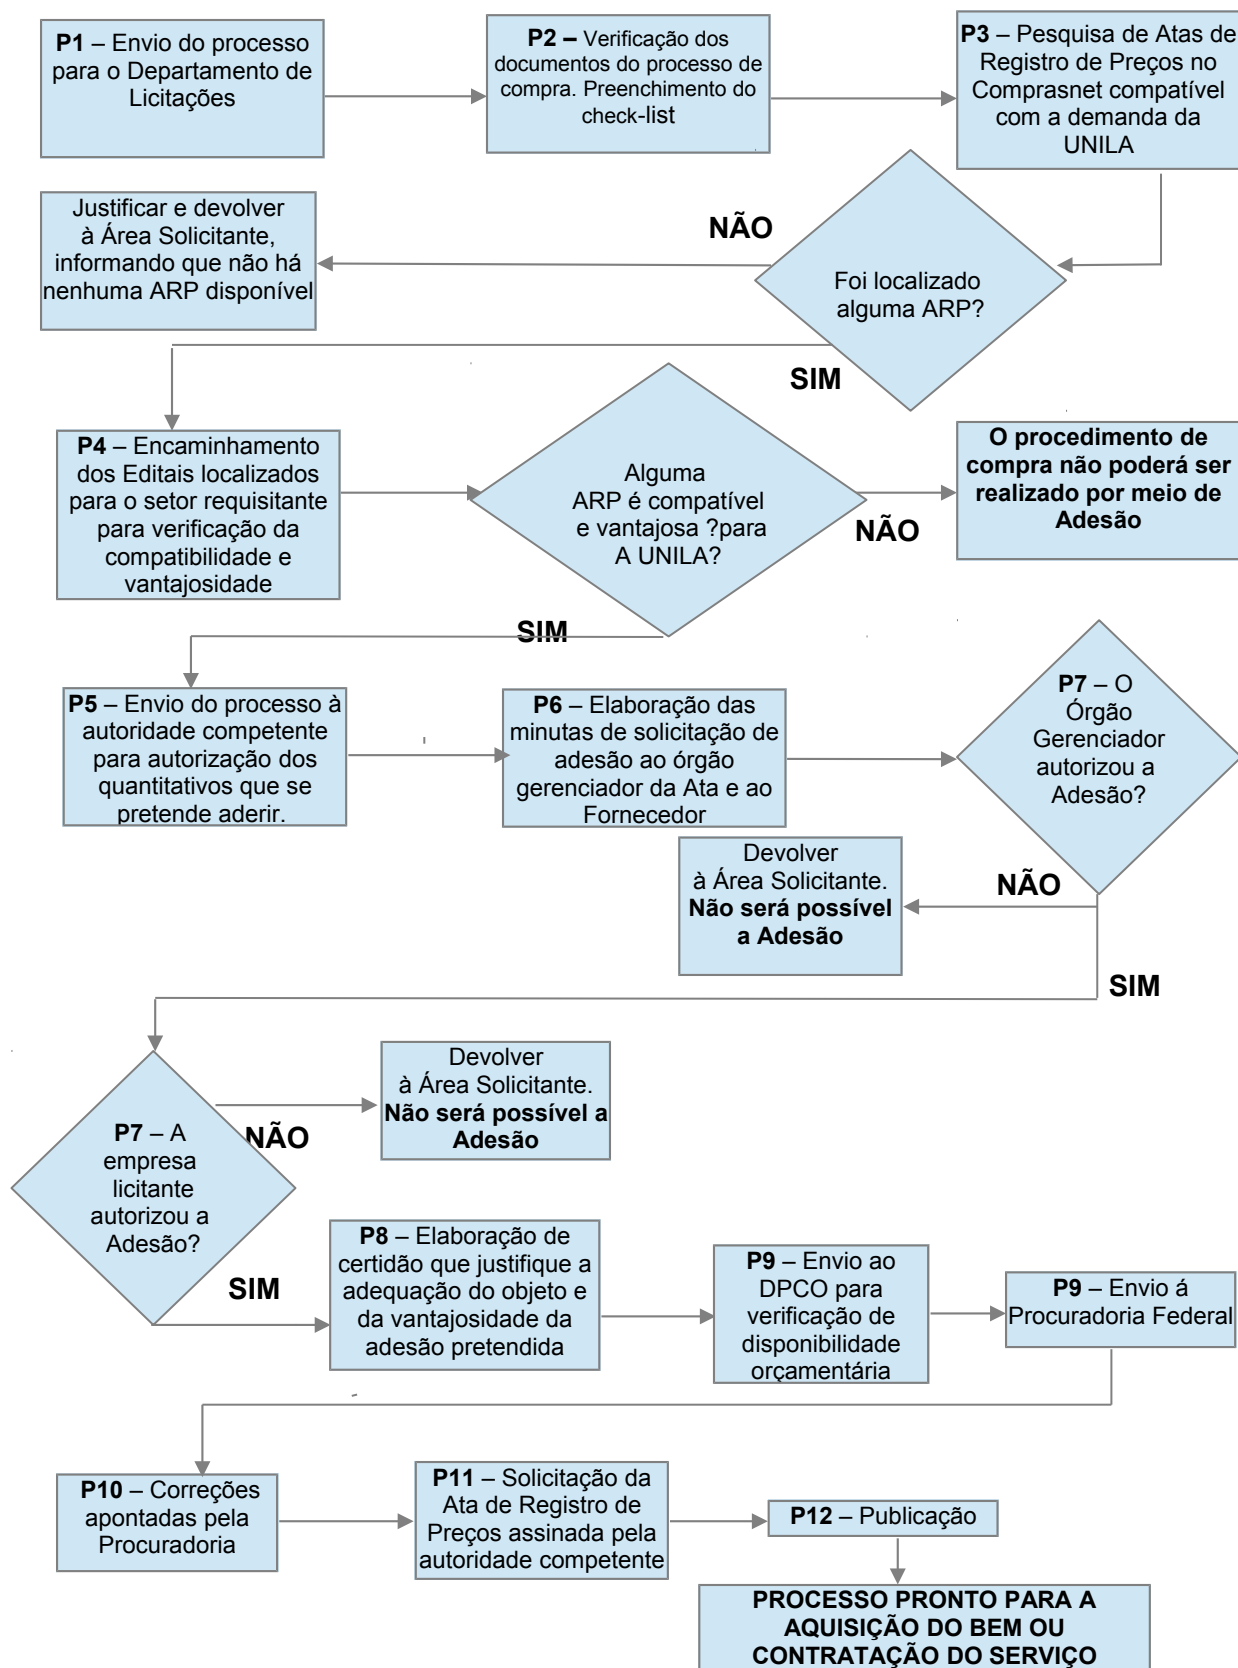 P1 – Envio do processo
para o Departamento de
Licitações
P2 – Verificação dos
documentos do processo de
compra. Preenchimento do
check-list
P3 – Pesquisa de Atas de
Registro de Preços no
Comprasnet compatível
com a demanda da
UNILA
Justificar e devolver
à Área Solicitante,
informando que não há
nenhuma ARP disponível
NÃO
Foi localizado
alguma ARP?
SIM
P4 – Encaminhamento
dos Editais localizados
para o setor requisitante
para verificação da
compatibilidade e
vantajosidade
Alguma
ARP é compatível
e vantajosa ?para
A UNILA?
NÃO
O procedimento de
compra não poderá ser
realizado por meio de
Adesão
SIM
P5 – Envio do processo à
autoridade competente
para autorização dos
quantitativos que se
pretende aderir.
P6 – Elaboração das
minutas de solicitação de
adesão ao órgão
gerenciador da Ata e ao
Fornecedor
P7 – O
Órgão
Gerenciador
autorizou a
Adesão?
Devolver
à Área Solicitante.
Não será possível
a Adesão
NÃO
SIM
P7 – A
empresa
licitante
autorizou a
Adesão?
NÃO
Devolver
à Área Solicitante.
Não será possível a
Adesão
SIM
P8 – Elaboração de
certidão que justifique a
adequação do objeto e
da vantajosidade da
adesão pretendida
P9 – Envio ao
DPCO para
verificação de
disponibilidade
orçamentária
P9 – Envio á
Procuradoria Federal
P10 – Correções
apontadas pela
Procuradoria
P11 – Solicitação da
Ata de Registro de
Preços assinada pela
autoridade competente
P12 – Publicação
PROCESSO PRONTO PARA A
AQUISIÇÃO DO BEM OU
CONTRATAÇÃO DO SERVIÇO